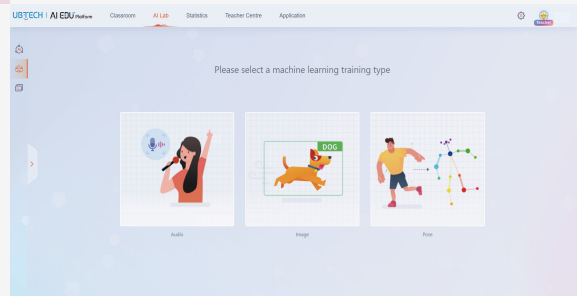 UBTECH | AI EDU Platform
Classroom
AI Lab
Statistics
Teacher Centre
Application
Please select a machine learning training type
DOG
Audio
Image
Pose